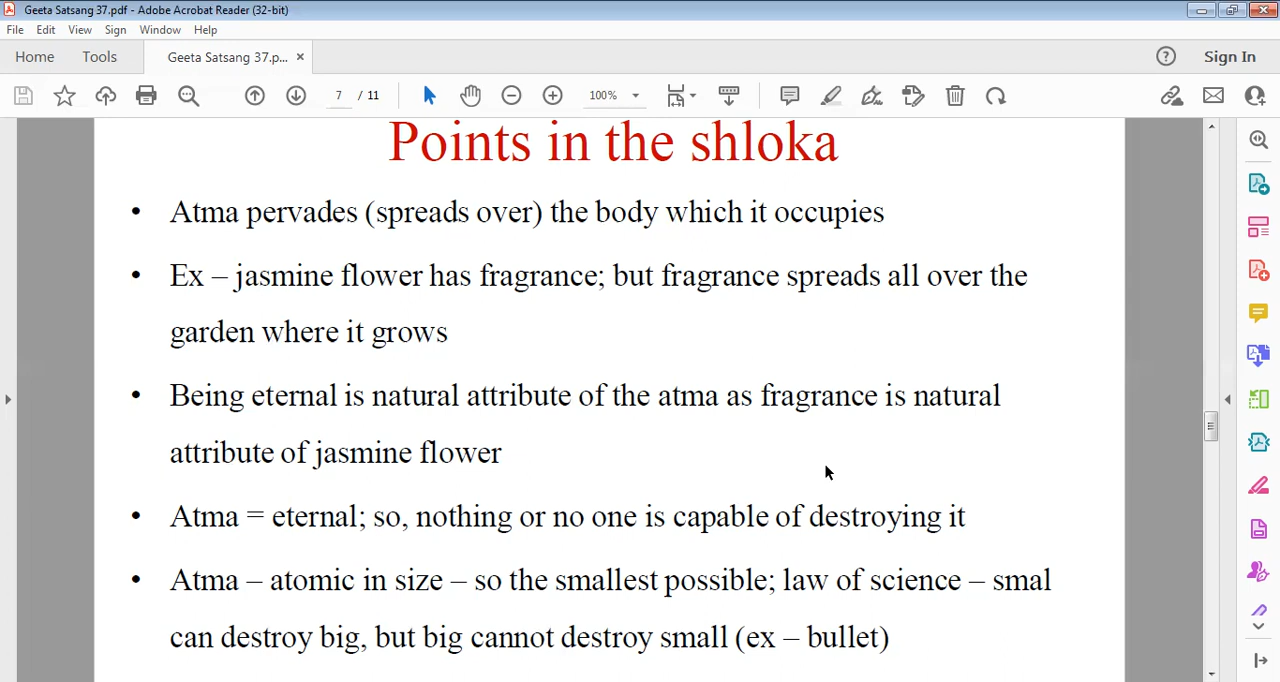 Geeta Satsang 37.pdf - Adobe Acrobat Reader (32-bit)
File Edit View Sign Window Help
Home Tools Geeta Satsang 37.p... × Sign In
7 / 11 100%
Points in the shloka
• Atma pervades (spreads over) the body which it occupies
• Ex – jasmine flower has fragrance; but fragrance spreads all over the
garden where it grows
• Being eternal is natural attribute of the atma as fragrance is natural
attribute of jasmine flower
• Atma = eternal; so, nothing or no one is capable of destroying it
• Atma – atomic in size – so the smallest possible; law of science – smal
can destroy big, but big cannot destroy small (ex – bullet)